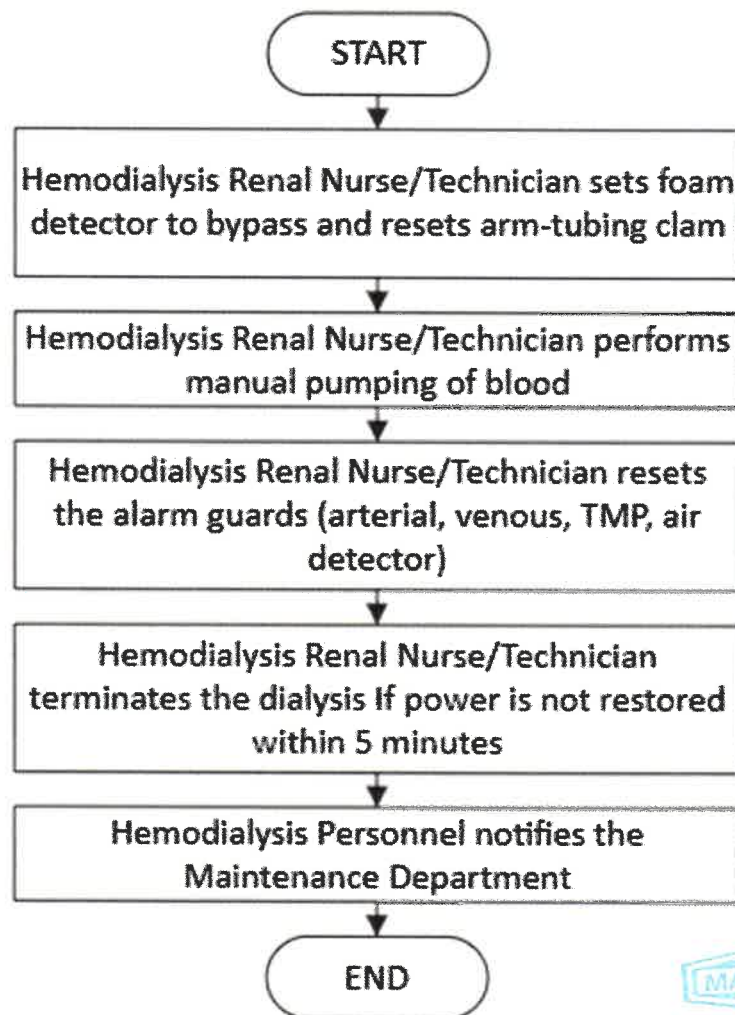 START
Hemodialysis Renal Nurse/Technician sets foam
detector to bypass and resets arm-tubing clam
Hemodialysis Renal Nurse/Technician performs
manual pumping of blood
Hemodialysis Renal Nurse/Technician resets
the alarm guards (arterial, venous, TMP, air
detector)
Hemodialysis Renal Nurse/Technician
terminates the dialysis If power is not restored
within 5 minutes
Hemodialysis Personnel notifies the
Maintenance Department
END
MA